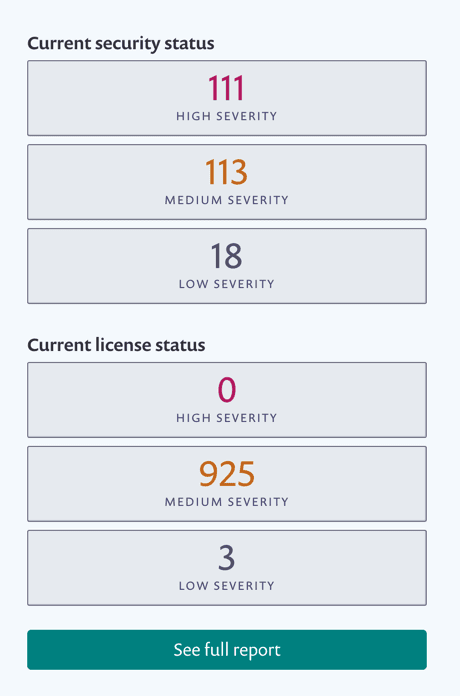 Current security status
111
HIGH SEVERITY
113
MEDIUM SEVERITY
18
LOW SEVERITY
Current license status
0
HIGH SEVERITY
925
MEDIUM SEVERITY
3
LOW SEVERITY
See full report